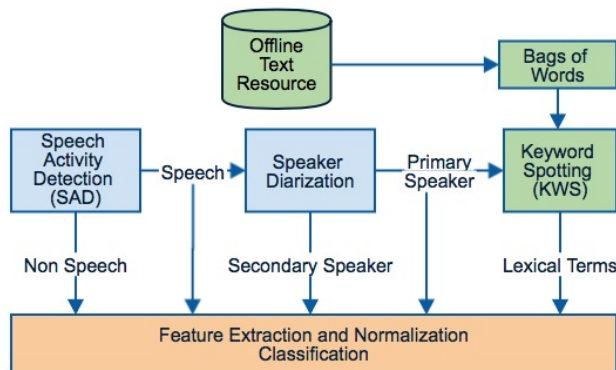 Offline
Text
Resource
Bags of
Words
Speech
Activity
Detection
(SAD)
Speech
Speaker
Diarization
Primary
Speaker
Keyword
Spotting
(KWS)
Non Speech
Secondary Speaker
Lexical Terms
Feature Extraction and Normalization
Classification